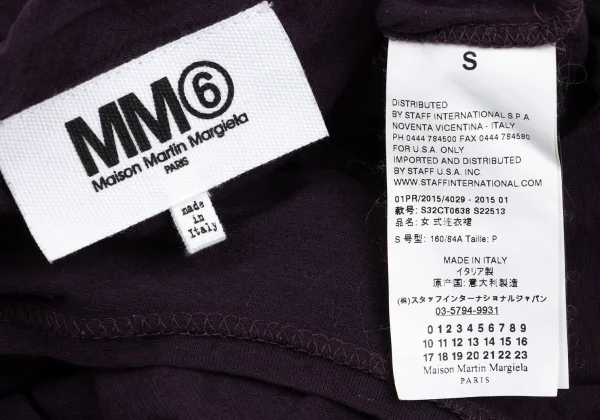 MM⑥
Maison Martin Margiela
PARIS
made
in
Italy
S
DISTRIBUTED
BY STAFF INTERNATIONAL S.P.A.
NOVENTA VICENTINA - ITALY
PH 0444 784500 FAX 0444 784580
FOR U.S.A. ONLY
IMPORTED AND DISTRIBUTED
BY STAFF U.S.A. INC.
WWW.STAFFINTERNATIONAL.COM
01PR/2015/4029 - 2015 01
款号: S32CT0638 S22513
品名: 女 式 连衣裙
S 号型: 160/84A Taille: P
MADE IN ITALY
イタリア製
原产国: 意大利製造
(株) スタッフインターナショナルジャパン
03-5794-9931
0 1 2 3 4 5 6 7 8 9
10 11 12 13 14 15 16
17 18 19 20 21 22 23
Maison Martin Margiela
PARIS